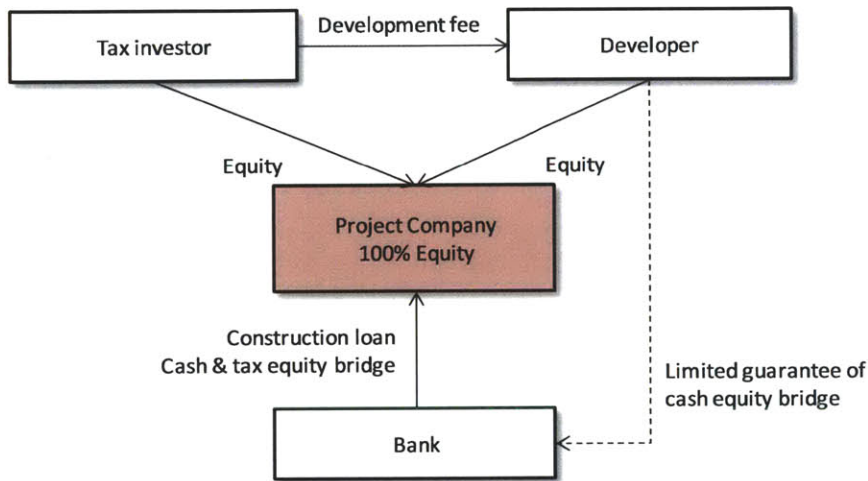 Development fee
Tax investor
Developer
Equity
Equity
Project Company
100% Equity
Construction loan
Cash & tax equity bridge
Limited guarantee of
cash equity bridge
Bank